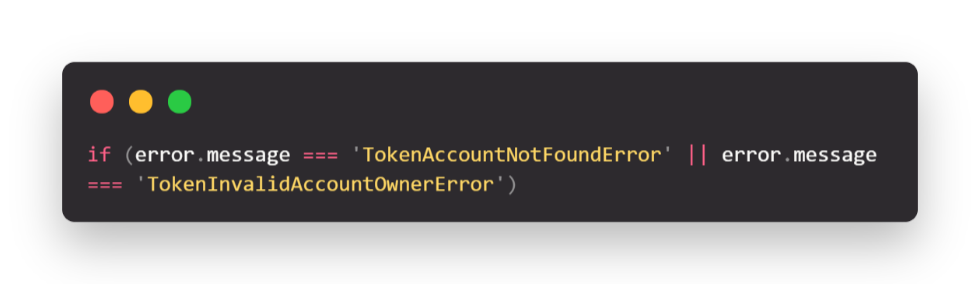 if (error.message === 'TokenAccountNotFoundError' || error.message
=== 'TokenInvalidAccountOwnerError')